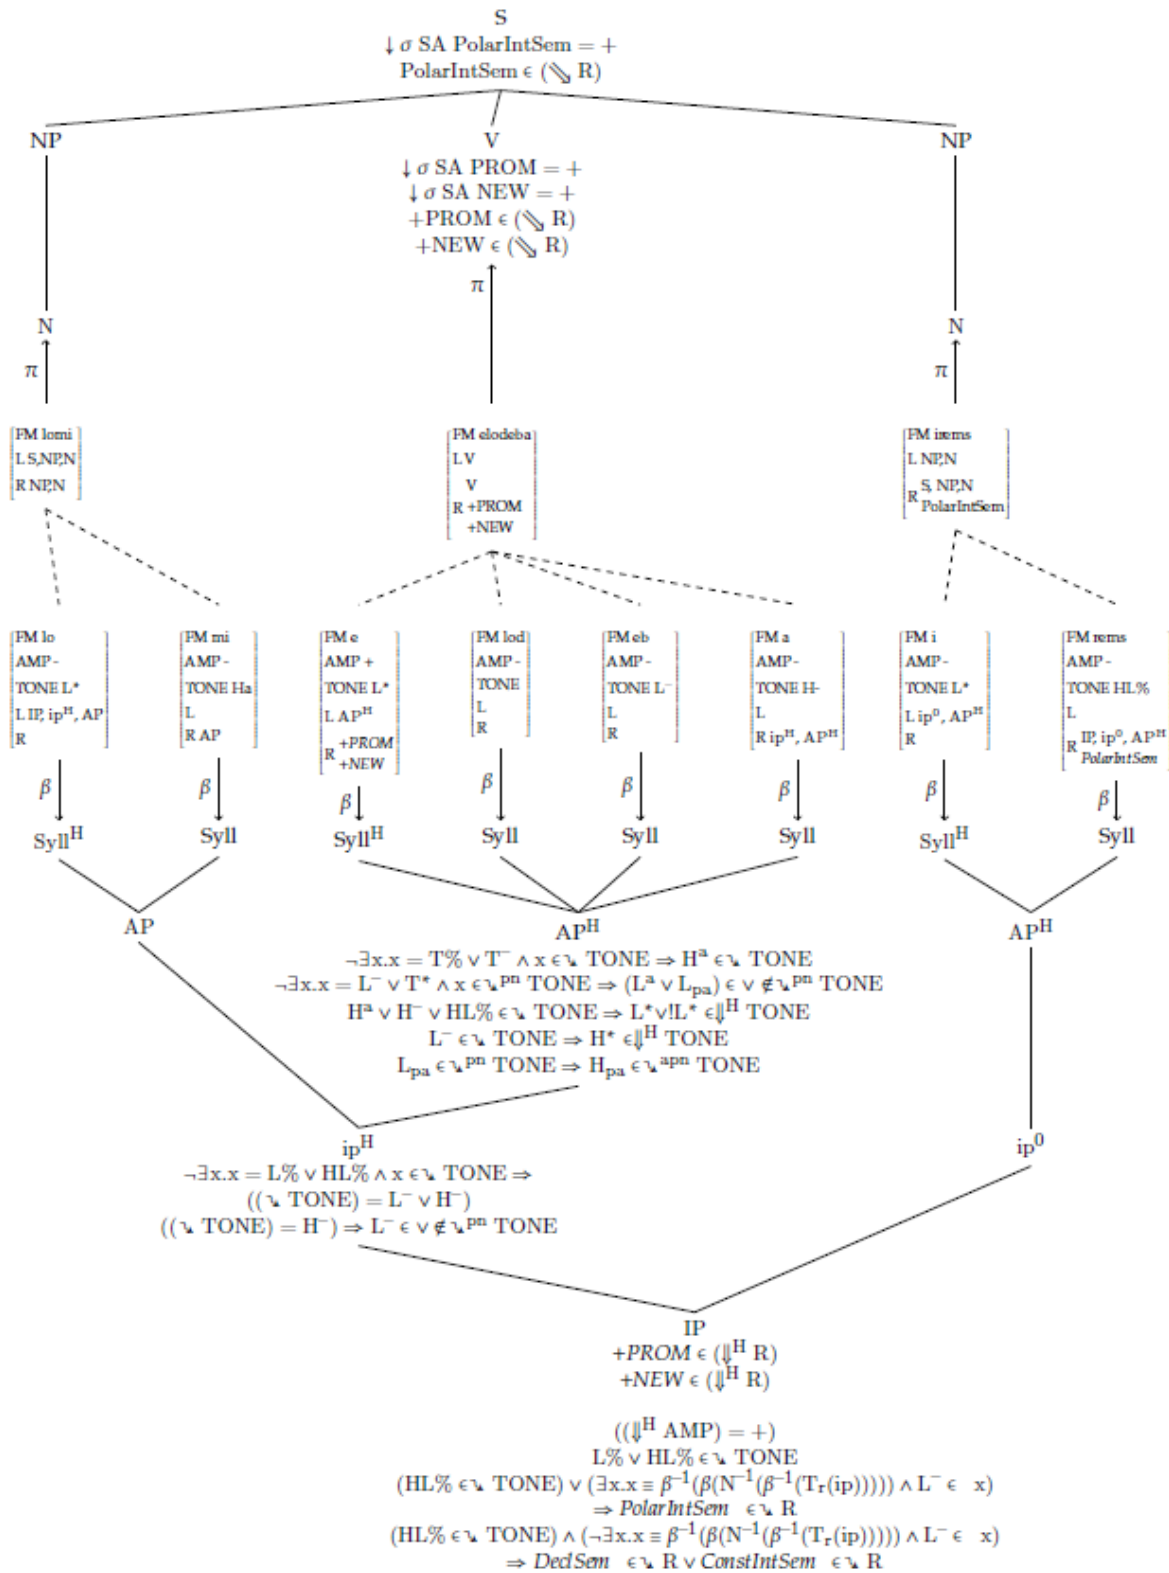 S
↓ σ SA PolarIntSem = +
PolarIntSem ∈ (⇘ R)
NP V NP
↓ σ SA PROM = +
↓ σ SA NEW = +
+PROM ∈ (⇘ R)
+NEW ∈ (⇘ R)
π
N N
π π
FM lomi
L S,NP,N
R NP,N
FM elodeba
L V
V
R +PROM
+NEW
FM irems
L NP,N
S, NP,N
R PolarIntSem
FM lo
AMP -
TONE L*
L IP, ip^H, AP
R
FM mi
AMP -
TONE Ha
L
R AP
FM e
AMP +
TONE L*
L AP^H
R +PROM
+NEW
FM lod
AMP -
TONE
L
R
FM eb
AMP -
TONE L⁻
L
R
FM a
AMP -
TONE H-
L
R ip^H, AP^H
FM i
AMP -
TONE L*
L ip⁰, AP^H
R
FM rems
AMP -
TONE HL%
L
R IP, ip⁰, AP^H
PolarIntSem
β β β β β β β β
Syll^H Syll Syll^H Syll Syll Syll Syll^H Syll
AP AP^H AP^H
¬∃x.x = T% ∨ T⁻ ∧ x ∈↘ TONE ⇒ H^a ∈↘ TONE
¬∃x.x = L⁻ ∨ T* ∧ x ∈↘^pn TONE ⇒ (L^a ∨ L_pa) ∈ ∨ ∉↘^pn TONE
H^a ∨ H⁻ ∨ HL% ∈↘ TONE ⇒ L*∨!L* ∈⇓^H TONE
L⁻ ∈↘ TONE ⇒ H* ∈⇓^H TONE
L_pa ∈↘^pn TONE ⇒ H_pa ∈↘^apn TONE
ip^H ip⁰
¬∃x.x = L% ∨ HL% ∧ x ∈↘ TONE ⇒
((↘ TONE) = L⁻ ∨ H⁻)
((↘ TONE) = H⁻) ⇒ L⁻ ∈ ∨ ∉↘^pn TONE
IP
+PROM ∈ (⇓^H R)
+NEW ∈ (⇓^H R)
((⇓^H AMP) = +)
L% ∨ HL% ∈↘ TONE
(HL% ∈↘ TONE) ∨ (∃x.x ≡ β⁻¹(β(N⁻¹(β⁻¹(T_r(ip))))) ∧ L⁻ ∈ x)
⇒ PolarIntSem ∈↘ R
(HL% ∈↘ TONE) ∧ (¬∃x.x ≡ β⁻¹(β(N⁻¹(β⁻¹(T_r(ip))))) ∧ L⁻ ∈ x)
⇒ DeclSem ∈↘ R ∨ ConstIntSem ∈↘ R